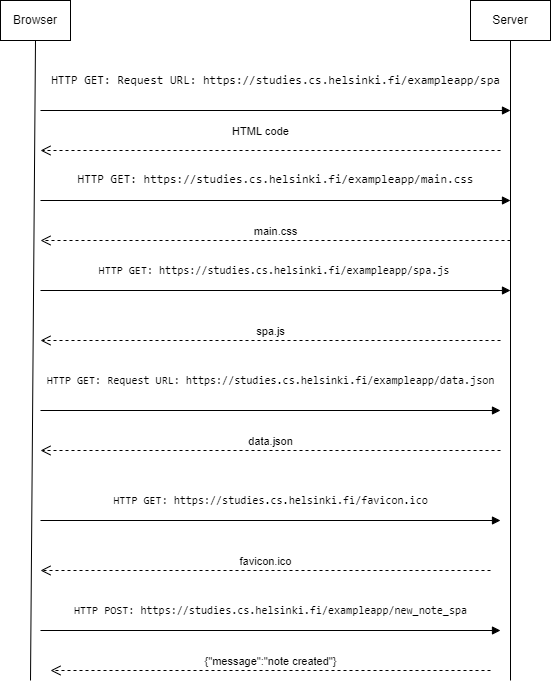 Browser
Server
HTTP GET: Request URL: https://studies.cs.helsinki.fi/exampleapp/spa
HTML code
HTTP GET: https://studies.cs.helsinki.fi/exampleapp/main.css
main.css
HTTP GET: https://studies.cs.helsinki.fi/exampleapp/spa.js
spa.js
HTTP GET: Request URL: https://studies.cs.helsinki.fi/exampleapp/data.json
data.json
HTTP GET: https://studies.cs.helsinki.fi/favicon.ico
favicon.ico
HTTP POST: https://studies.cs.helsinki.fi/exampleapp/new_note_spa
{"message":"note created"}